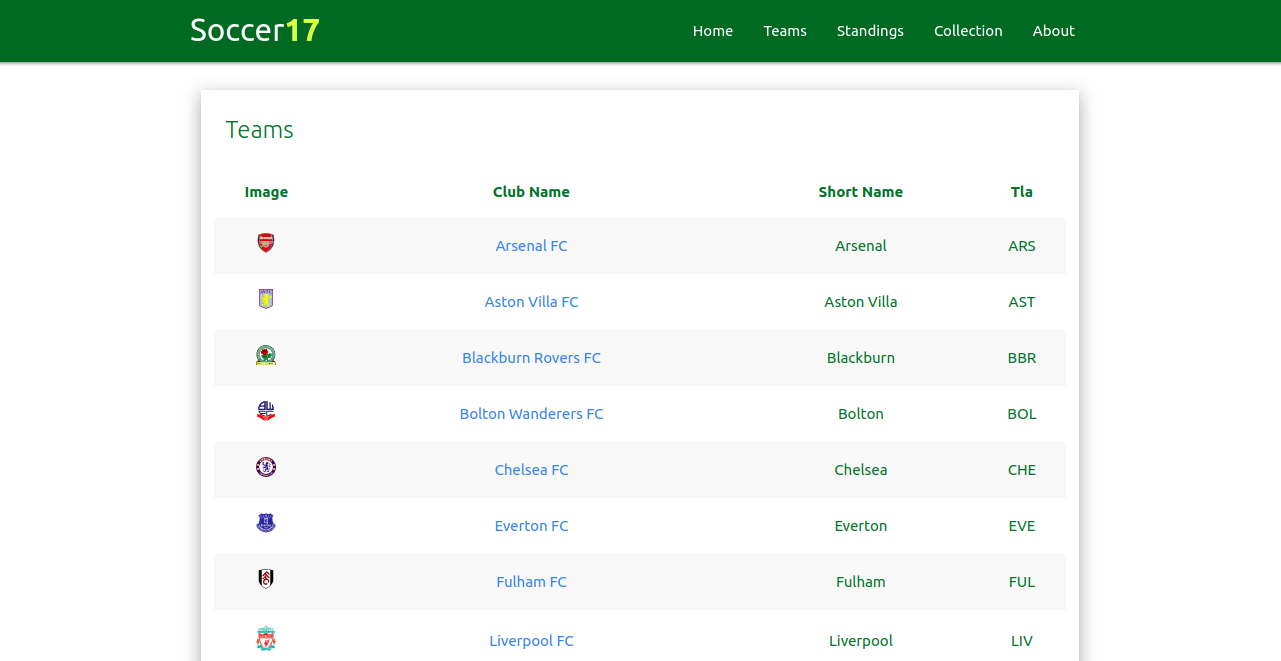 Soccer17 Home Teams Standings Collection About
Teams
Image Club Name Short Name Tla
Arsenal FC Arsenal ARS
Aston Villa FC Aston Villa AST
Blackburn Rovers FC Blackburn BBR
Bolton Wanderers FC Bolton BOL
Chelsea FC Chelsea CHE
Everton FC Everton EVE
Fulham FC Fulham FUL
Liverpool FC Liverpool LIV